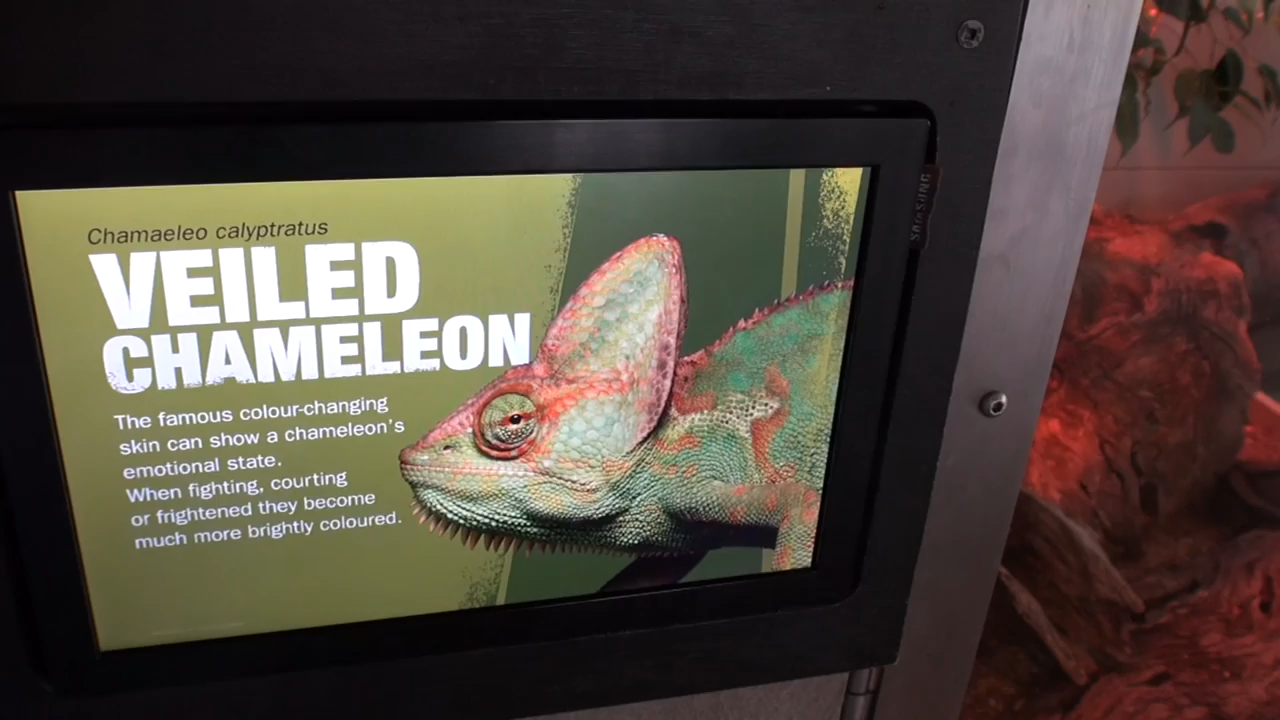 Chamaeleo calyptratus
VEILED
CHAMELEON
The famous colour-changing
skin can show a chameleon's
emotional state.
When fighting, courting
or frightened they become
much more brightly coloured.
SAMSUNG